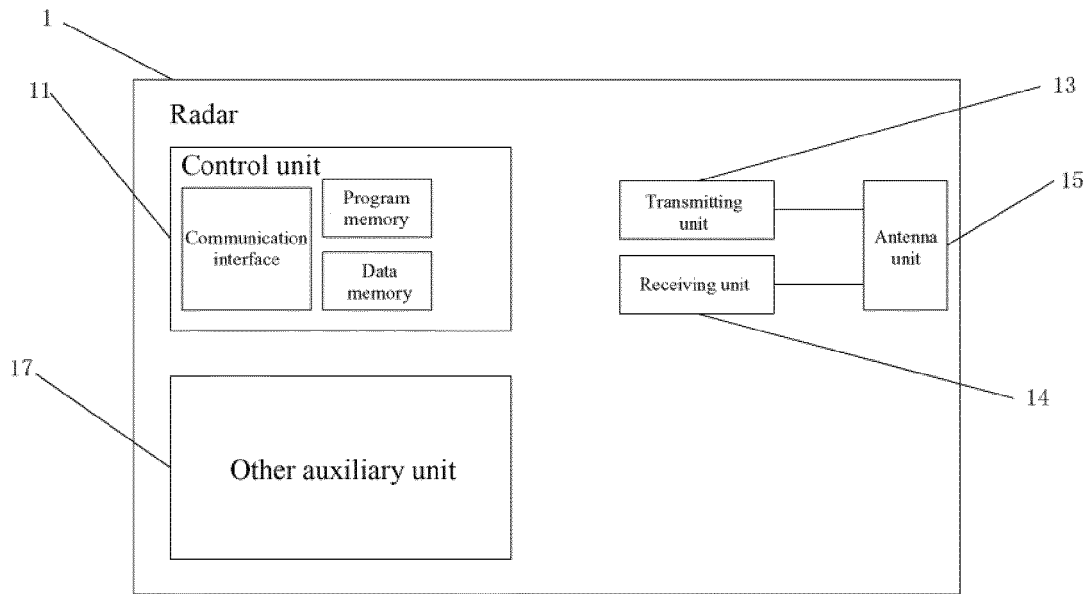 1
11
13
Radar
Control unit
15
Program
memory
Transmitting
unit
Communication
interface
Antenna
unit
Data
memory
Receiving unit
17
14
Other auxiliary unit